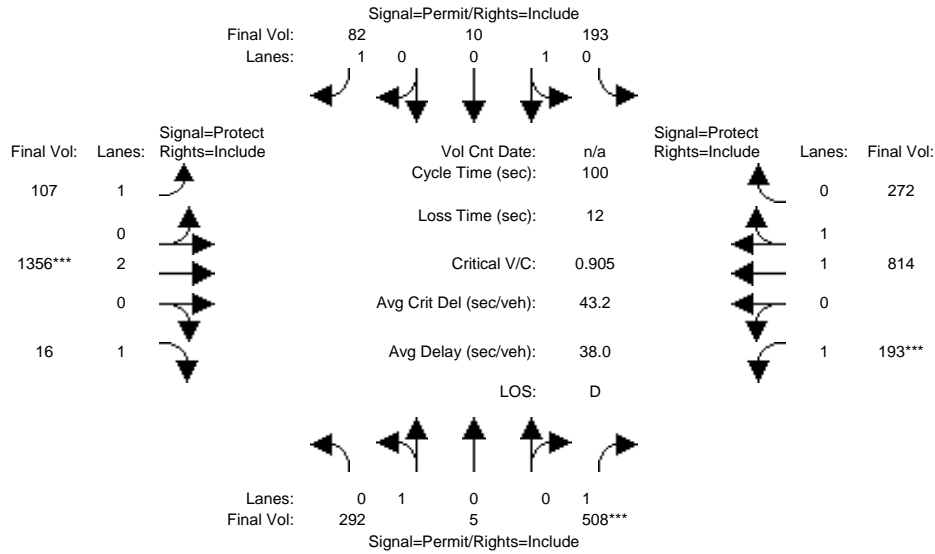 Signal=Permit/Rights=Include
Final Vol: 82 10 193
Lanes: 1 0 0 1 0
Signal=Protect Signal=Protect
Final Vol: Lanes: Rights=Include Vol Cnt Date: n/a Rights=Include Lanes: Final Vol:
Cycle Time (sec): 100
107 1 0 272
Loss Time (sec): 12
0 1
1356*** 2 Critical V/C: 0.905 1 814
0 Avg Crit Del (sec/veh): 43.2 0
16 1 Avg Delay (sec/veh): 38.0 1 193***
LOS: D
Lanes: 0 1 0 0 1
Final Vol: 292 5 508***
Signal=Permit/Rights=Include